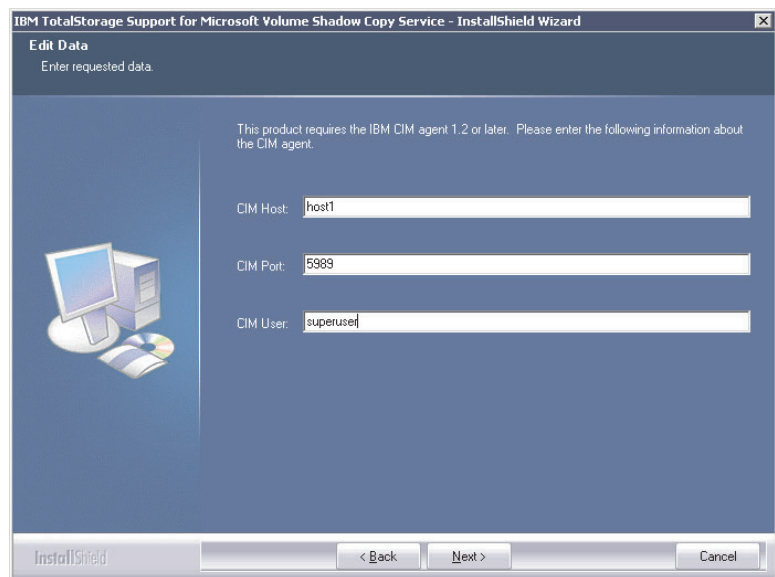 IBM TotalStorage Support for Microsoft Volume Shadow Copy Service - InstallShield Wizard
Edit Data
Enter requested data.
This product requires the IBM CIM agent 1.2 or later. Please enter the following information about
the CIM agent.
CIM Host: host1
CIM Port: 5989
CIM User: superuser
InstallShield
< Back Next > Cancel